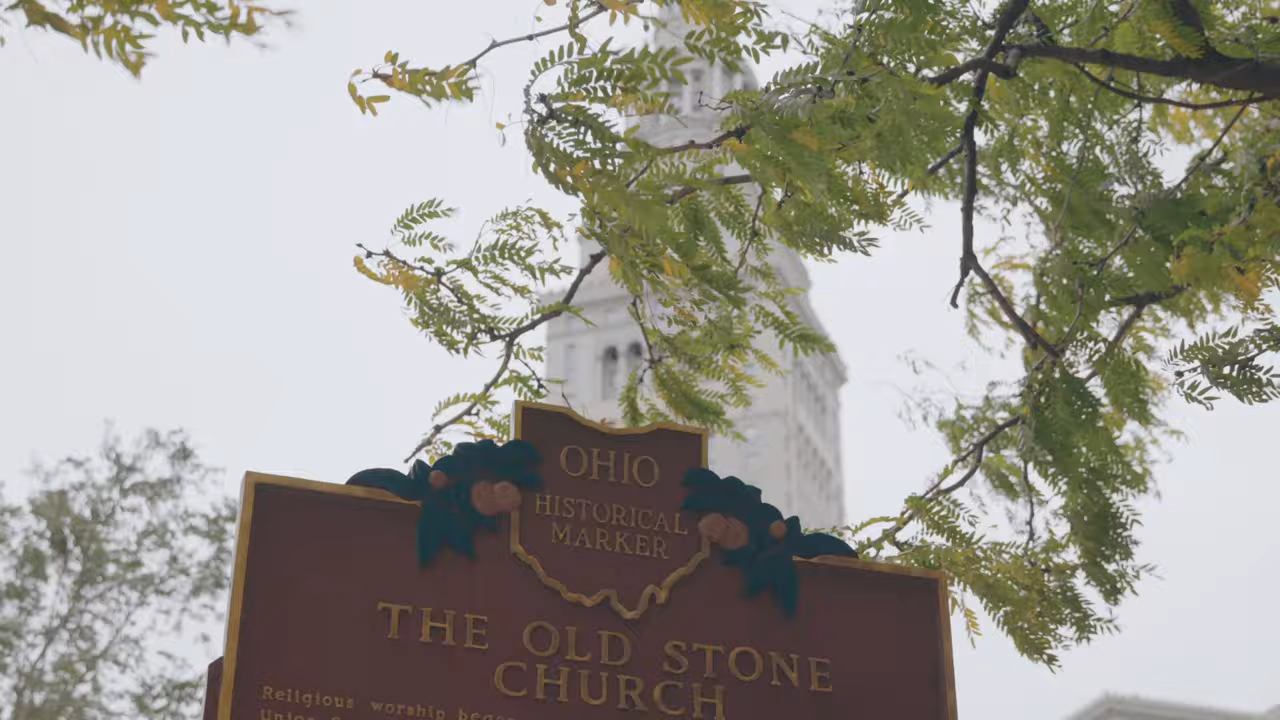 OHIO
HISTORICAL
MARKER
THE OLD STONE
CHURCH
Religious worship